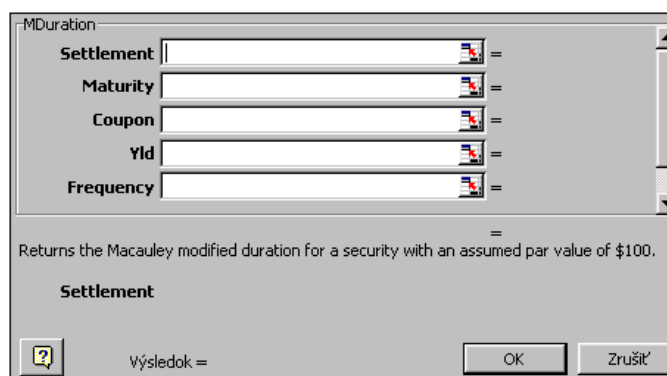 MDuration
Settlement =
Maturity =
Coupon =
Yld =
Frequency =
=
Returns the Macauley modified duration for a security with an assumed par value of $100.
Settlement
Výsledok =
OK
Zrušiť